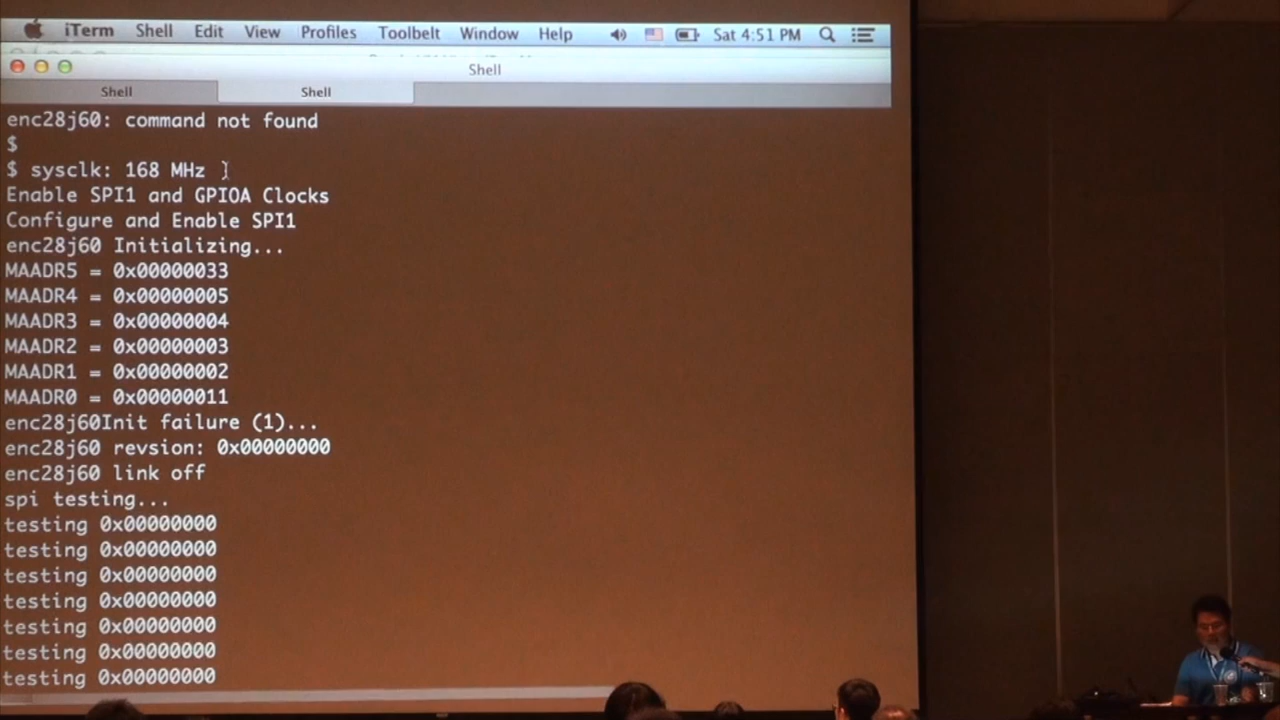 iTerm Shell Edit View Profiles Toolbelt Window Help Sat 4:51 PM
Shell
Shell Shell
enc28j60: command not found
$
$ sysclk: 168 MHz
Enable SPI1 and GPIOA Clocks
Configure and Enable SPI1
enc28j60 Initializing...
MAADR5 = 0x00000033
MAADR4 = 0x00000005
MAADR3 = 0x00000004
MAADR2 = 0x00000003
MAADR1 = 0x00000002
MAADR0 = 0x00000011
enc28j60Init failure (1)...
enc28j60 revsion: 0x00000000
enc28j60 link off
spi testing...
testing 0x00000000
testing 0x00000000
testing 0x00000000
testing 0x00000000
testing 0x00000000
testing 0x00000000
testing 0x00000000